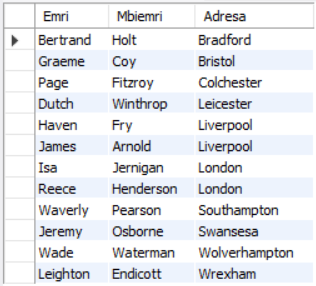 Emri Mbiemri Adresa
Bertrand Holt Bradford
Graeme Coy Bristol
Page Fitzroy Colchester
Dutch Winthrop Leicester
Haven Fry Liverpool
James Arnold Liverpool
Isa Jernigan London
Reece Henderson London
Waverly Pearson Southampton
Jeremy Osborne Swansesa
Wade Waterman Wolverhampton
Leighton Endicott Wrexham